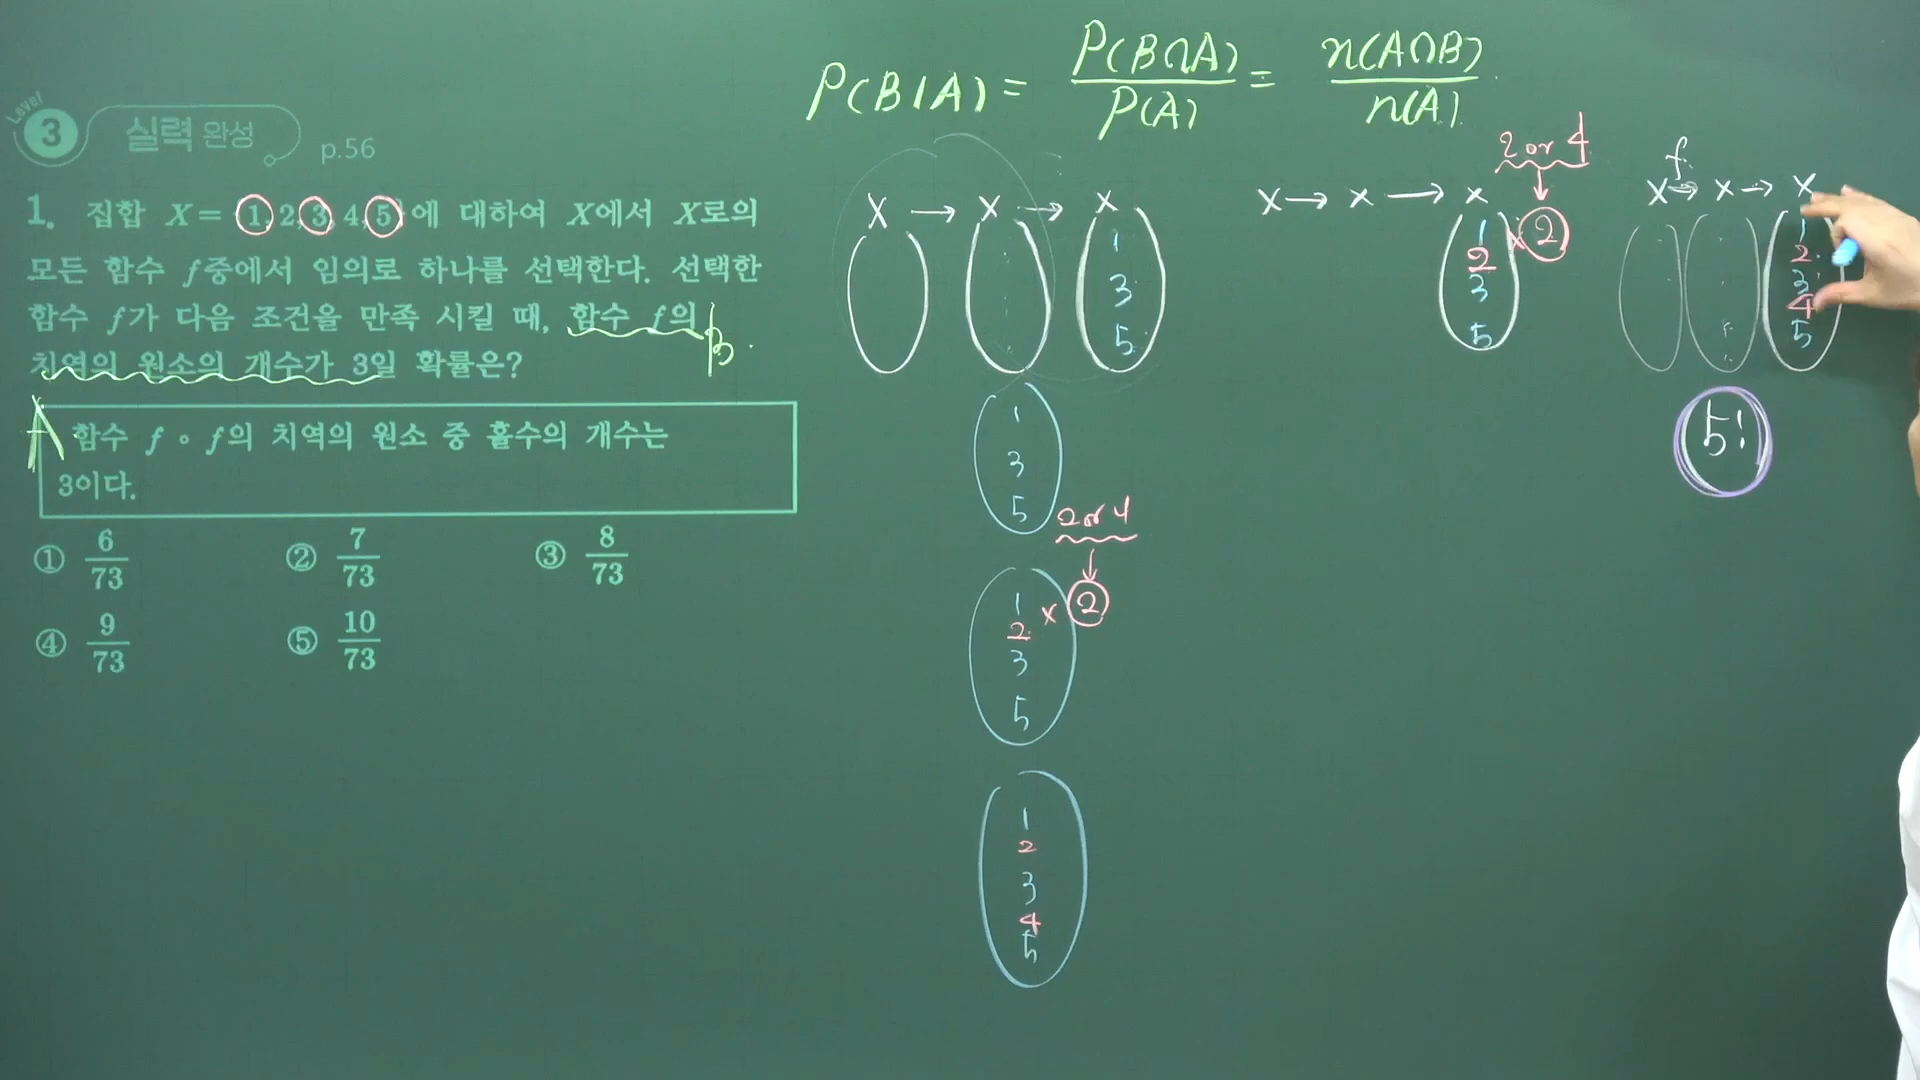 P(B|A) = P(B∩A)/P(A) = n(A∩B)/n(A)
Level 3 실력 완성 p.56
1. 집합 X= {1, 2, 3, 4, 5}에 대하여 X에서 X로의
모든 함수 f중에서 임의로 하나를 선택한다. 선택한
함수 f가 다음 조건을 만족 시킬 때, 함수 f의
치역의 원소의 개수가 3일 확률은?
B
A
함수 f∘f의 치역의 원소 중 홀수의 개수는
3이다.
① 6/73 ② 7/73 ③ 8/73
④ 9/73 ⑤ 10/73
X → X → X
1
3
5
1
3
5
2 or 4
1
2 × 2
3
5
1
2
3
4
5
2 or 4
X → X → X
1
2 × 2
3
5
f
X → X → X
1
2
3
4
5
5!